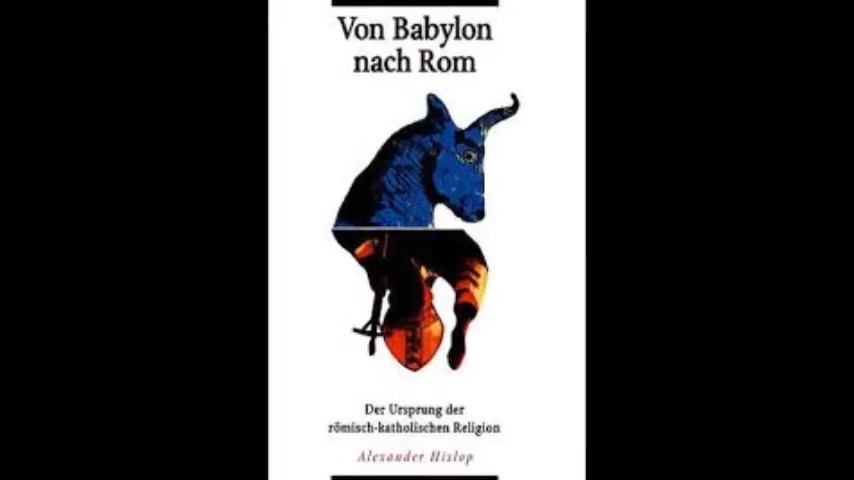 Von Babylon
nach Rom
Der Ursprung der
römisch-katholischen Religion
Alexander Hislop